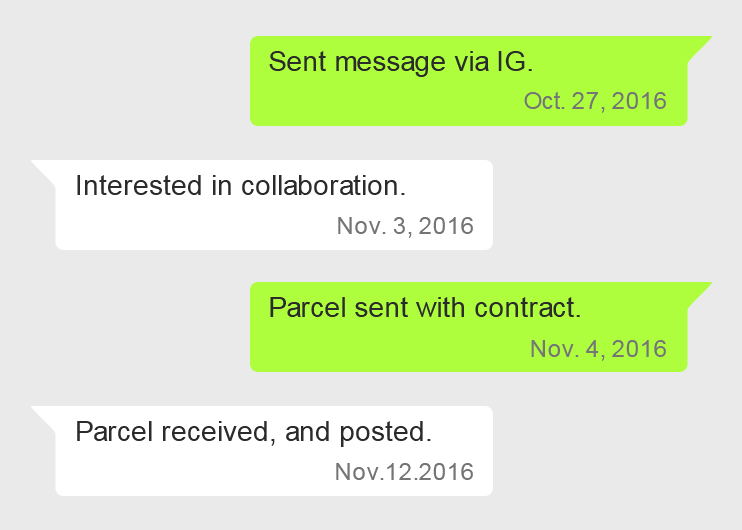 Sent message via IG.
Oct. 27, 2016
Interested in collaboration.
Nov. 3, 2016
Parcel sent with contract.
Nov. 4, 2016
Parcel received, and posted.
Nov.12.2016